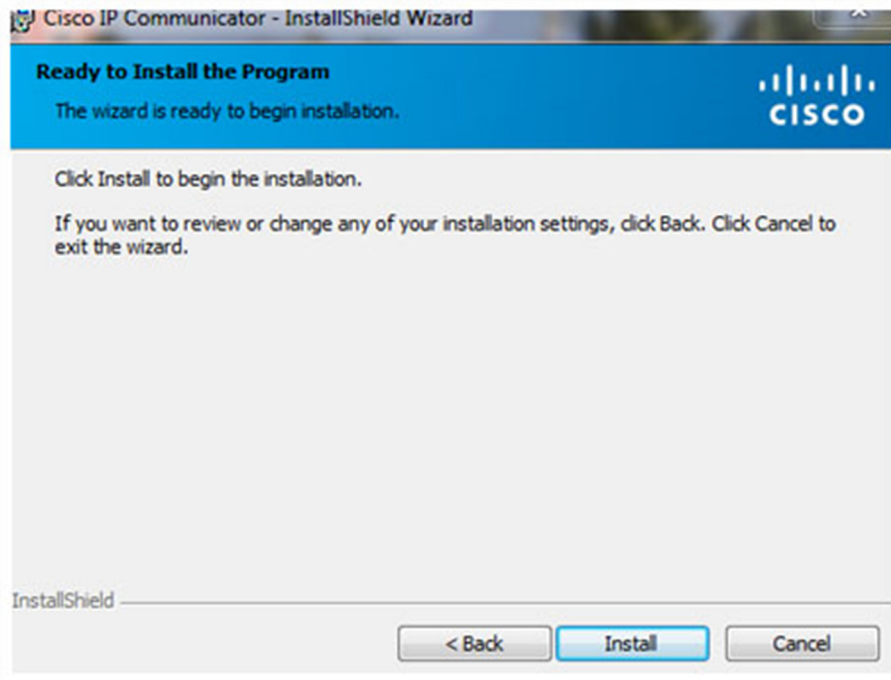 Cisco IP Communicator - InstallShield Wizard
Ready to Install the Program
The wizard is ready to begin installation.
CISCO
Click Install to begin the installation.
If you want to review or change any of your installation settings, click Back. Click Cancel to
exit the wizard.
InstallShield
< Back Install Cancel